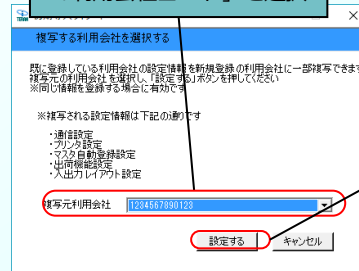 複写する利用会社を選択する
既に登録している利用会社の設定情報を新規登録の利用会社に一部複写できます
複写元の利用会社を選択し、「設定する」ボタンを押してください
※同じ情報を登録する場合に有効です
※複写される設定情報は下記の通りです
・通信設定
・プリンタ設定
・マスタ自動登録設定
・出荷機能設定
・入出力レイアウト設定
複写元利用会社 1234567890123
設定する キャンセル